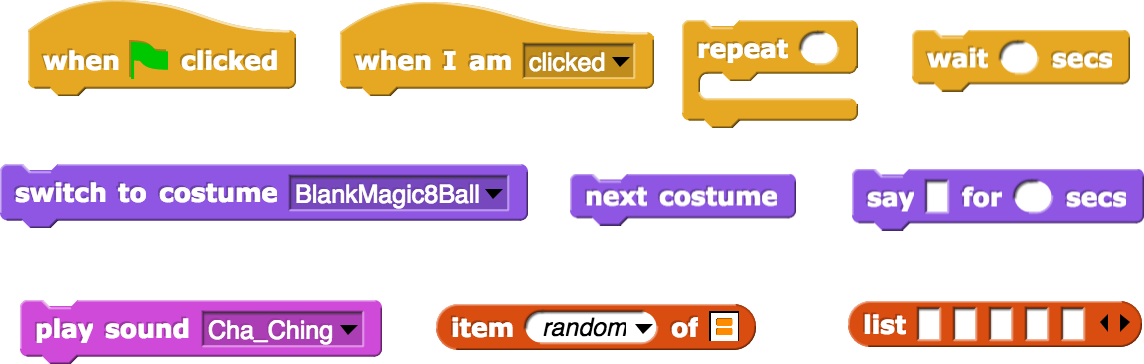 when clicked
when I am clicked
repeat
wait secs
switch to costume BlankMagic8Ball
next costume
say for secs
play sound Cha_Ching
item random of
list